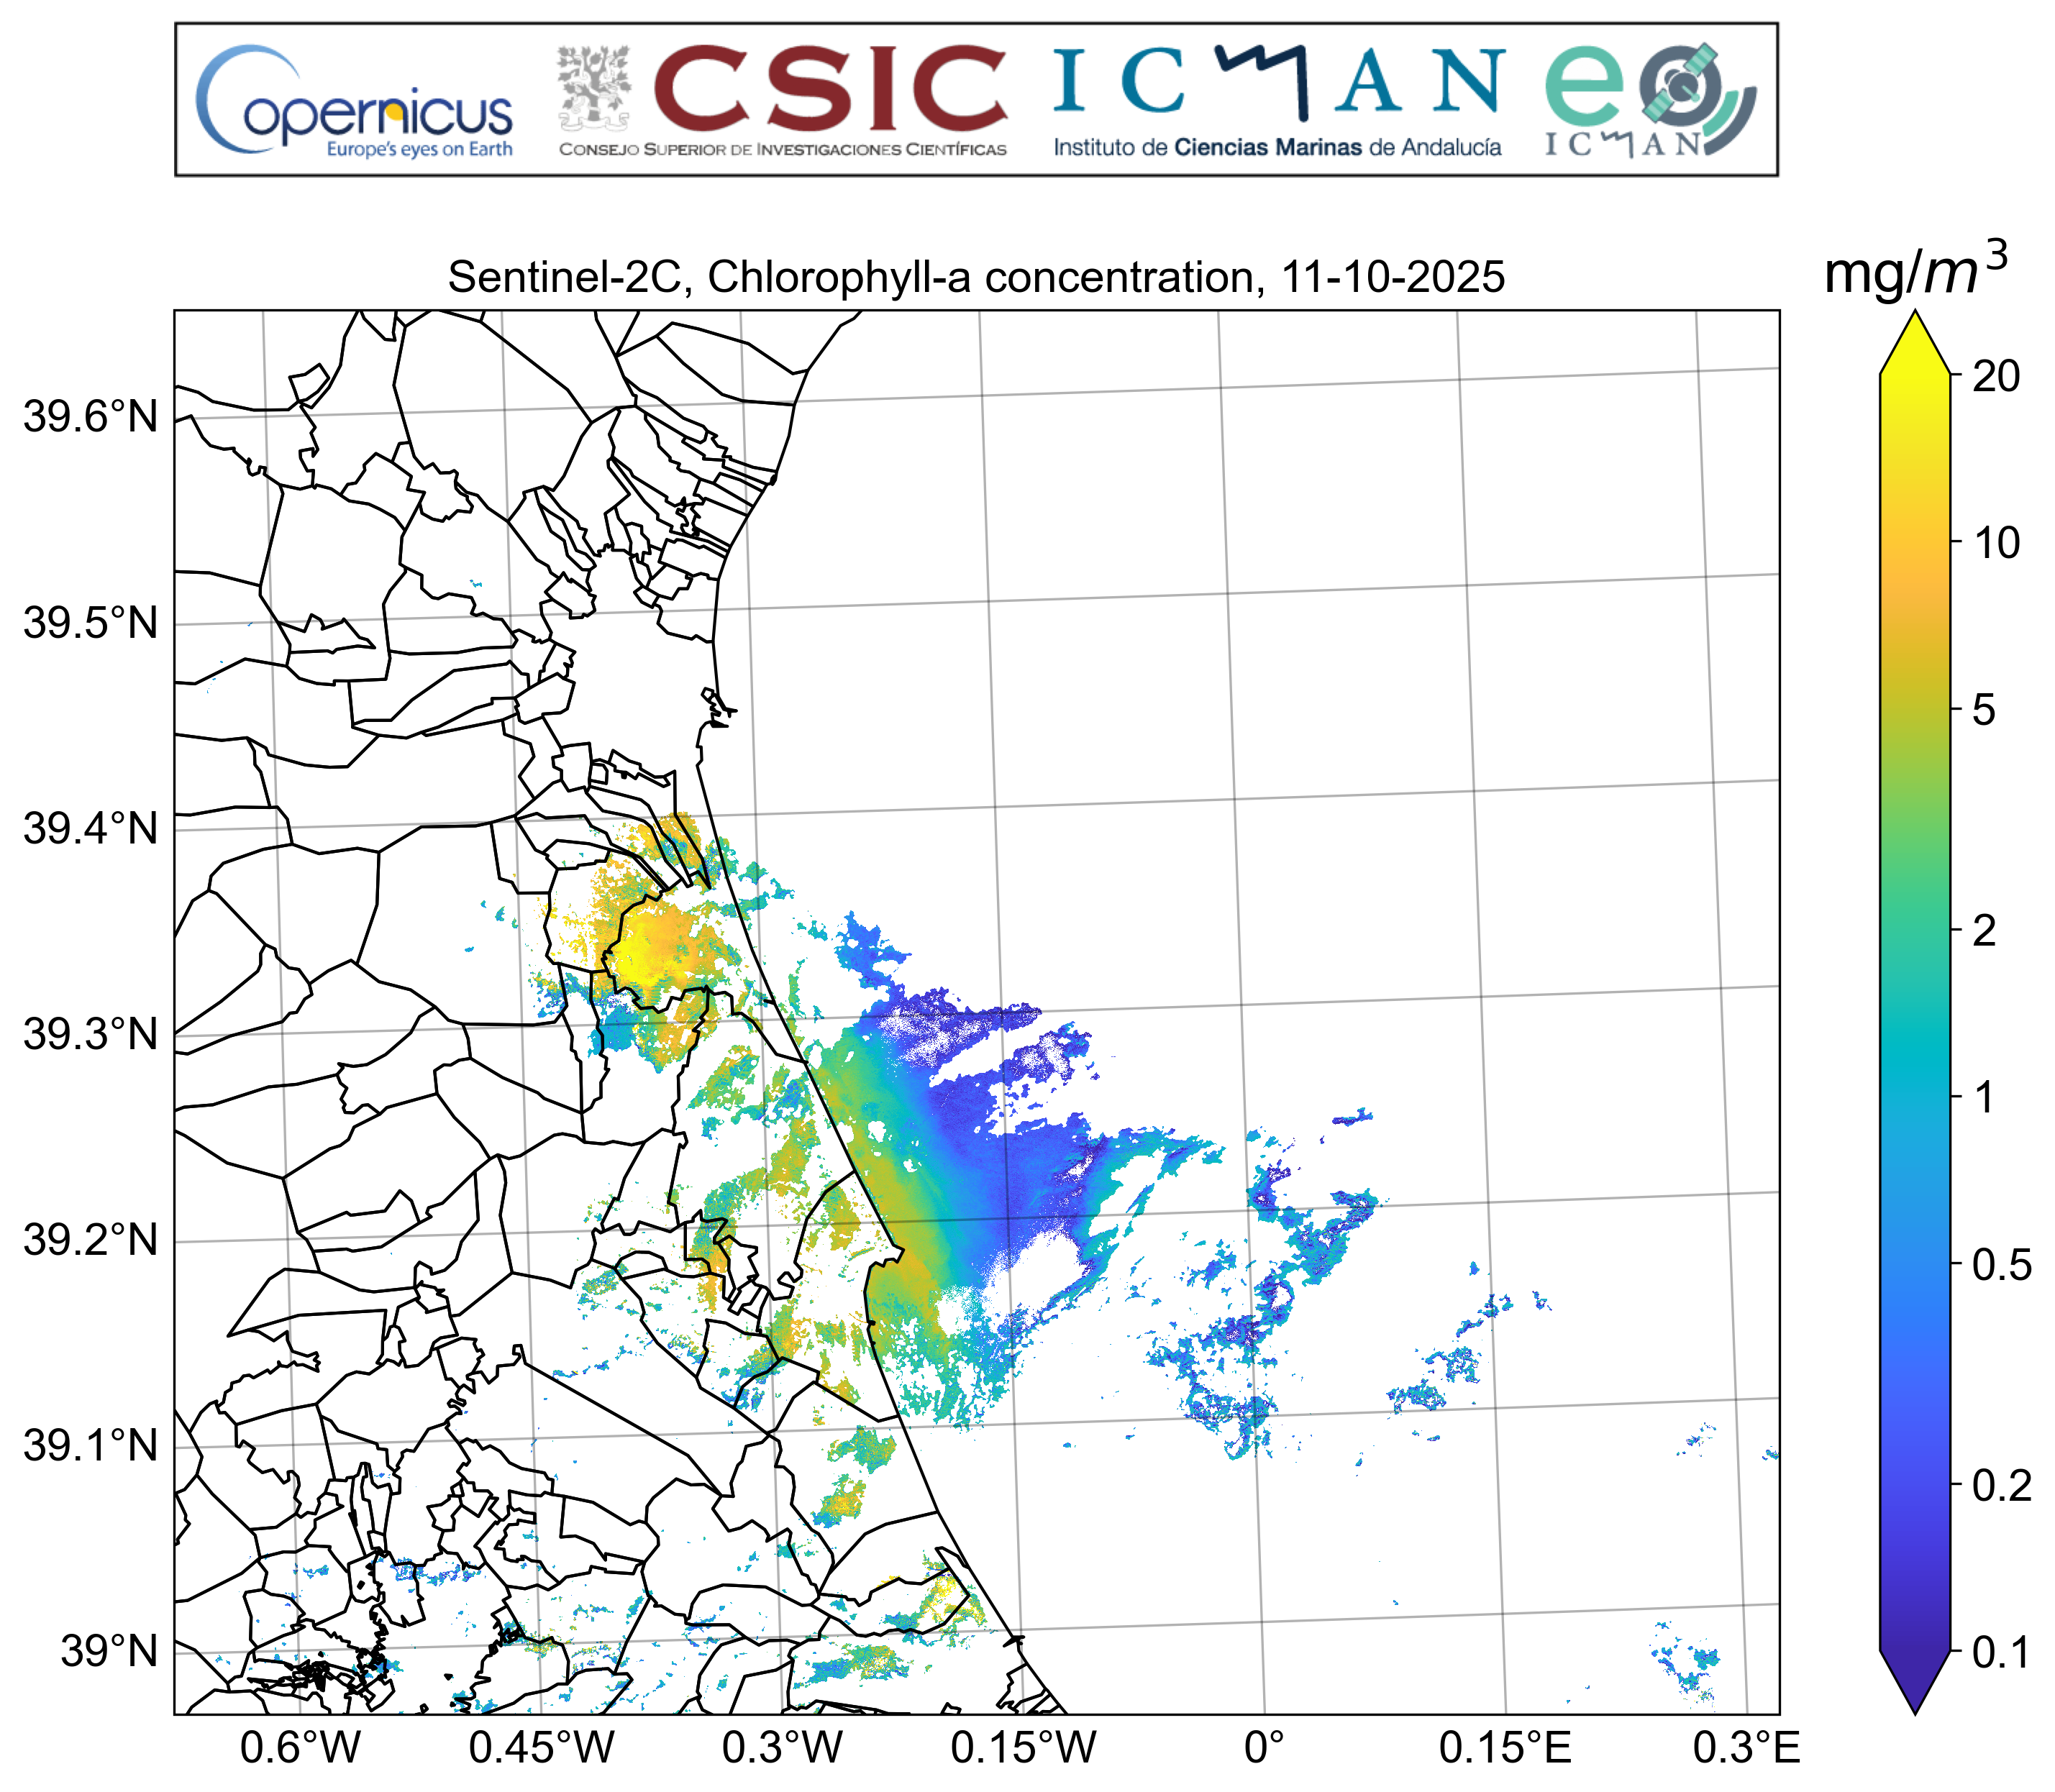 Copernicus
Europe's eyes on Earth
CSIC
CONSEJO SUPERIOR DE INVESTIGACIONES CIENTÍFICAS
ICMAN
Instituto de Ciencias Marinas de Andalucía
eo
ICMAN
Sentinel-2C, Chlorophyll-a concentration, 11-10-2025
mg/m³
39.6°N
39.5°N
39.4°N
39.3°N
39.2°N
39.1°N
39°N
0.6°W 0.45°W 0.3°W 0.15°W 0° 0.15°E 0.3°E
20
10
5
2
1
0.5
0.2
0.1